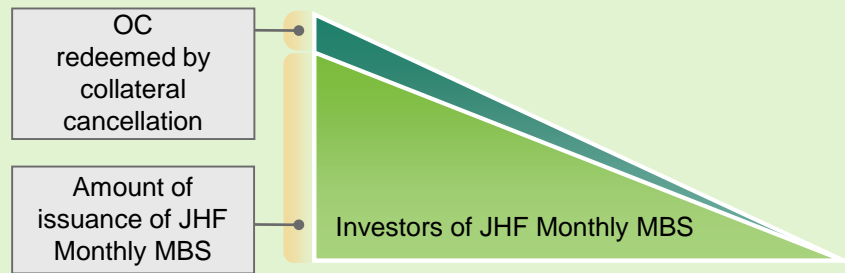 OC
redeemed by
collateral
cancellation
Amount of
issuance of JHF
Monthly MBS
Investors of JHF Monthly MBS